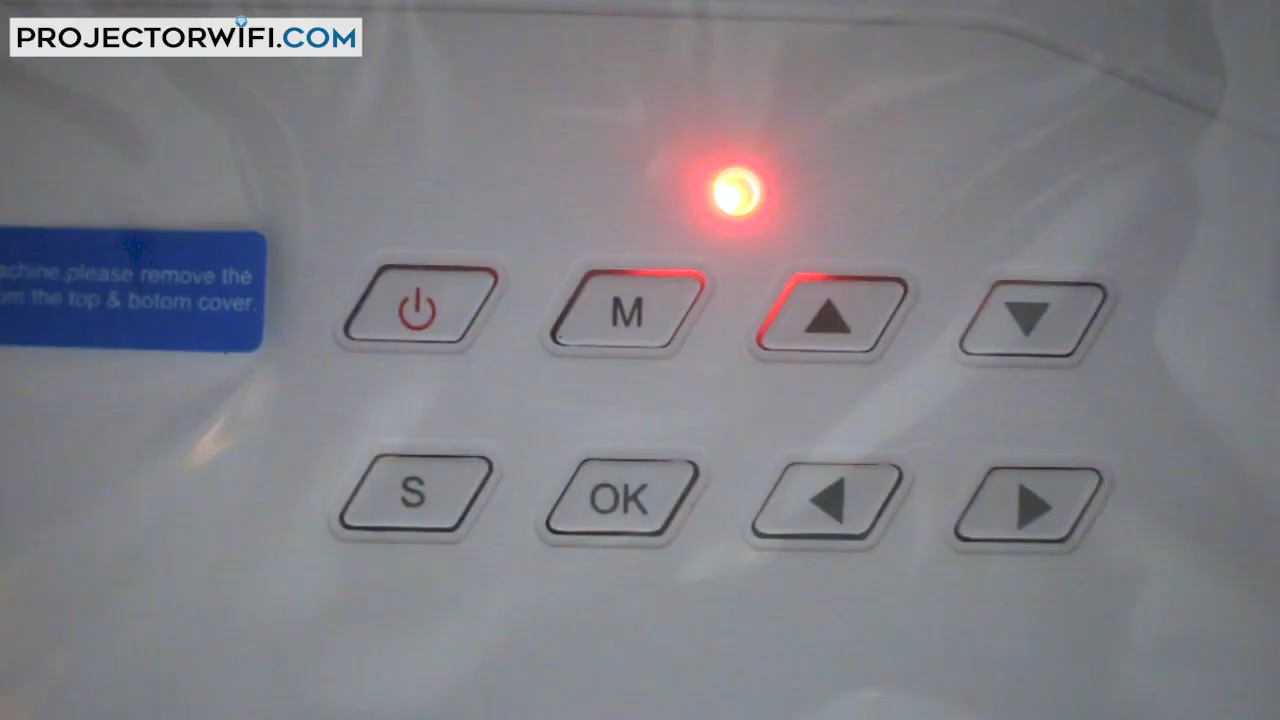 PROJECTORWIFI.COM
achine,please remove the
om the top & botom cover.
M
S
OK